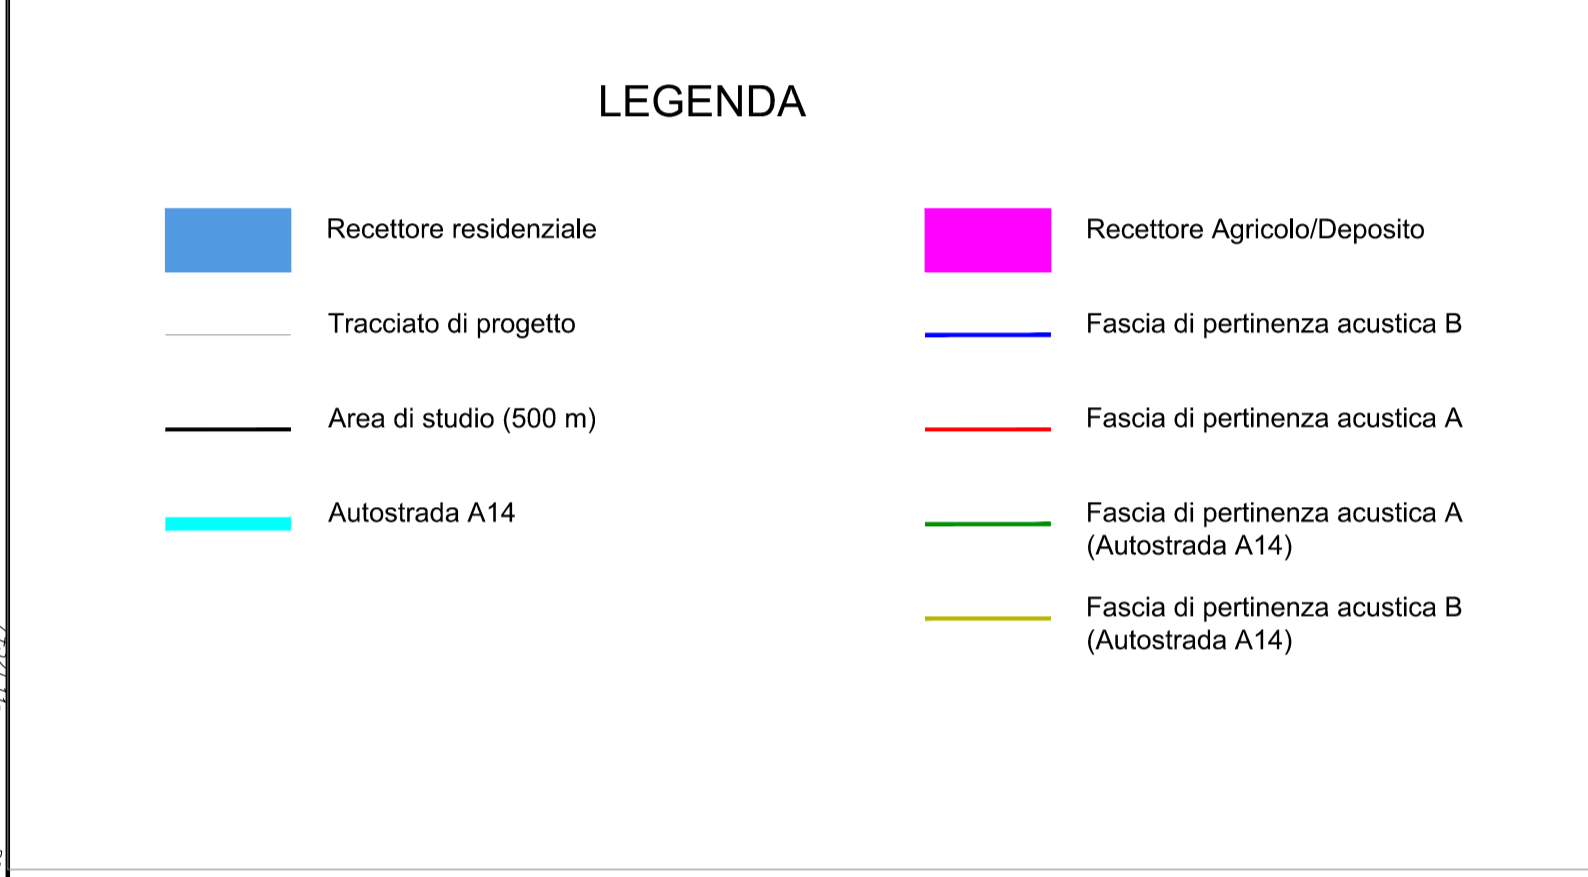 LEGENDA
Recettore residenziale
Tracciato di progetto
Area di studio (500 m)
Autostrada A14
Recettore Agricolo/Deposito
Fascia di pertinenza acustica B
Fascia di pertinenza acustica A
Fascia di pertinenza acustica A
(Autostrada A14)
Fascia di pertinenza acustica B
(Autostrada A14)